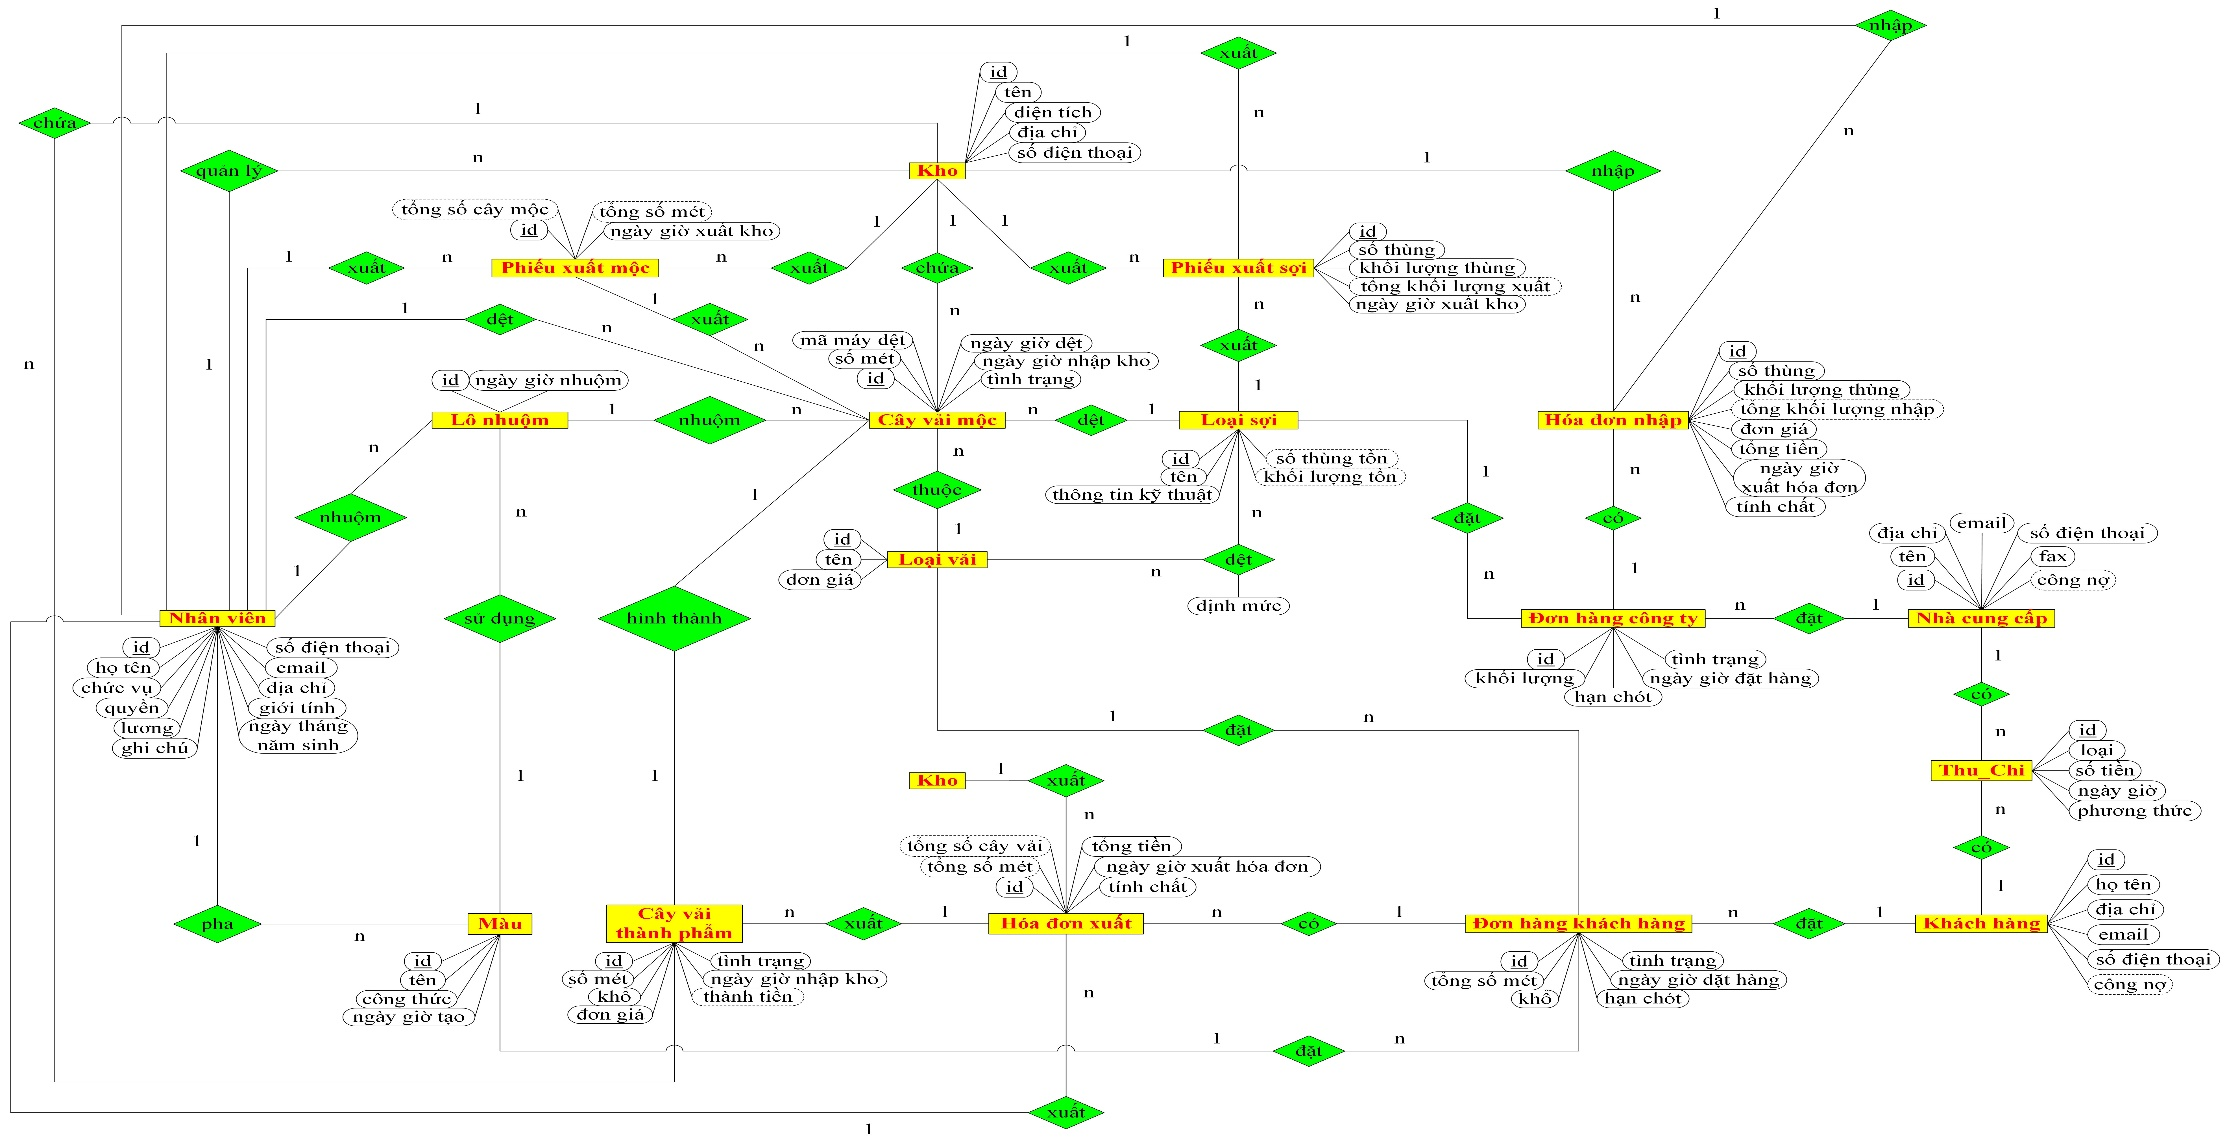 1
nhập
1
xuất
id
tên
diện tích
địa chỉ
số điện thoại
chứa
1
n
n
quản lý
n
Kho
1
nhập
tổng số cây mộc
id
tổng số mét
ngày giờ xuất kho
1
1
1
id
số thùng
khối lượng thùng
tổng khối lượng xuất
ngày giờ xuất kho
1
xuất
n
Phiếu xuất mộc
n
xuất
chứa
xuất
n
Phiếu xuất sợi
n
1
dệt
n
1
xuất
n
n
n
xuất
n
1
mã máy dệt
số mét
id
ngày giờ dệt
ngày giờ nhập kho
tình trạng
id
số thùng
khối lượng thùng
tổng khối lượng nhập
đơn giá
tổng tiền
ngày giờ
xuất hóa đơn
tính chất
id
ngày giờ nhuộm
1
Lô nhuộm
1
nhuộm
n
Cây vải mộc
n
dệt
1
Loại sợi
Hóa đơn nhập
n
n
id
tên
thông tin kỹ thuật
số thùng tồn
khối lượng tồn
1
n
nhuộm
n
1
thuộc
n
đặt
có
1
id
tên
đơn giá
1
Loại vải
n
dệt
định mức
n
1
địa chỉ
tên
id
email
số điện thoại
fax
công nợ
Nhân viên
sử dụng
hình thành
Đơn hàng công ty
n
đặt
1
Nhà cung cấp
id
họ tên
chức vụ
quyền
lương
ghi chú
số điện thoại
email
địa chỉ
giới tính
ngày tháng
năm sinh
id
khối lượng
hạn chót
tình trạng
ngày giờ đặt hàng
1
có
n
1
đặt
n
id
loại
số tiền
ngày giờ
phương thức
Thu_Chi
1
1
Kho
1
xuất
n
n
1
có
1
tổng số cây vải
tổng số mét
id
tổng tiền
ngày giờ xuất hóa đơn
tính chất
id
họ tên
địa chỉ
email
số điện thoại
công nợ
pha
n
Màu
Cây vải
thành phẩm
n
xuất
1
Hóa đơn xuất
n
có
1
Đơn hàng khách hàng
n
đặt
1
Khách hàng
id
tên
công thức
ngày giờ tạo
id
số mét
khổ
đơn giá
tình trạng
ngày giờ nhập kho
thành tiền
n
id
tổng số mét
khổ
tình trạng
ngày giờ đặt hàng
hạn chót
1
đặt
n
xuất
1